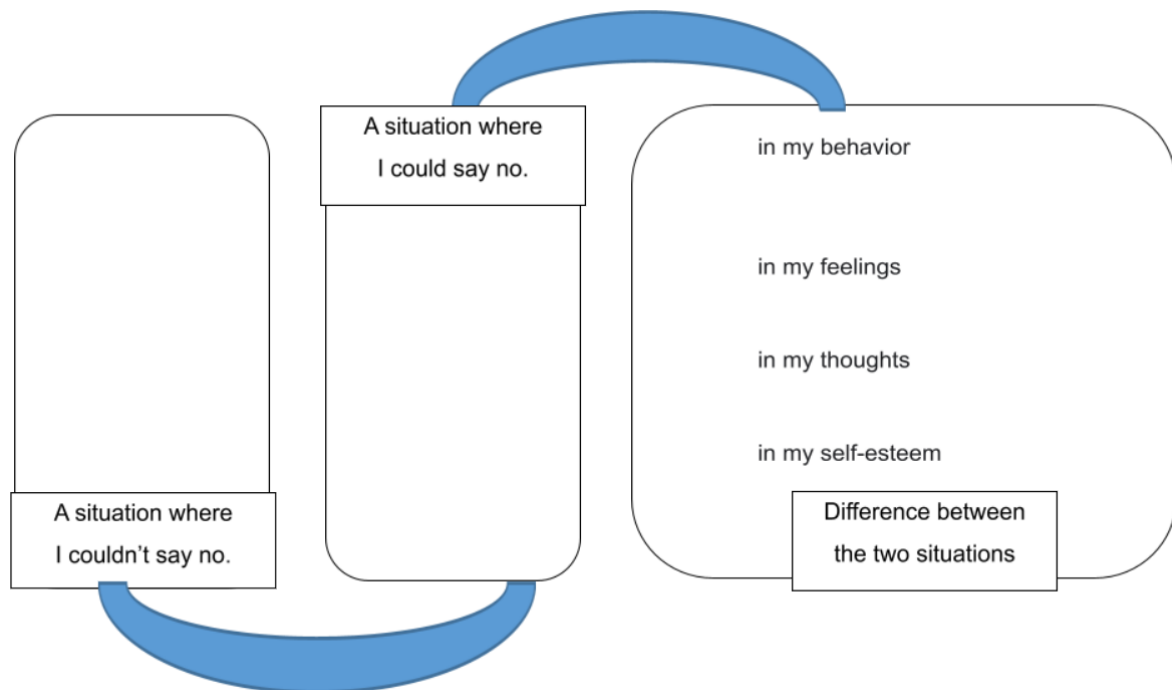 A situation where
I couldn't say no.
A situation where
I could say no.
in my behavior
in my feelings
in my thoughts
in my self-esteem
Difference between
the two situations